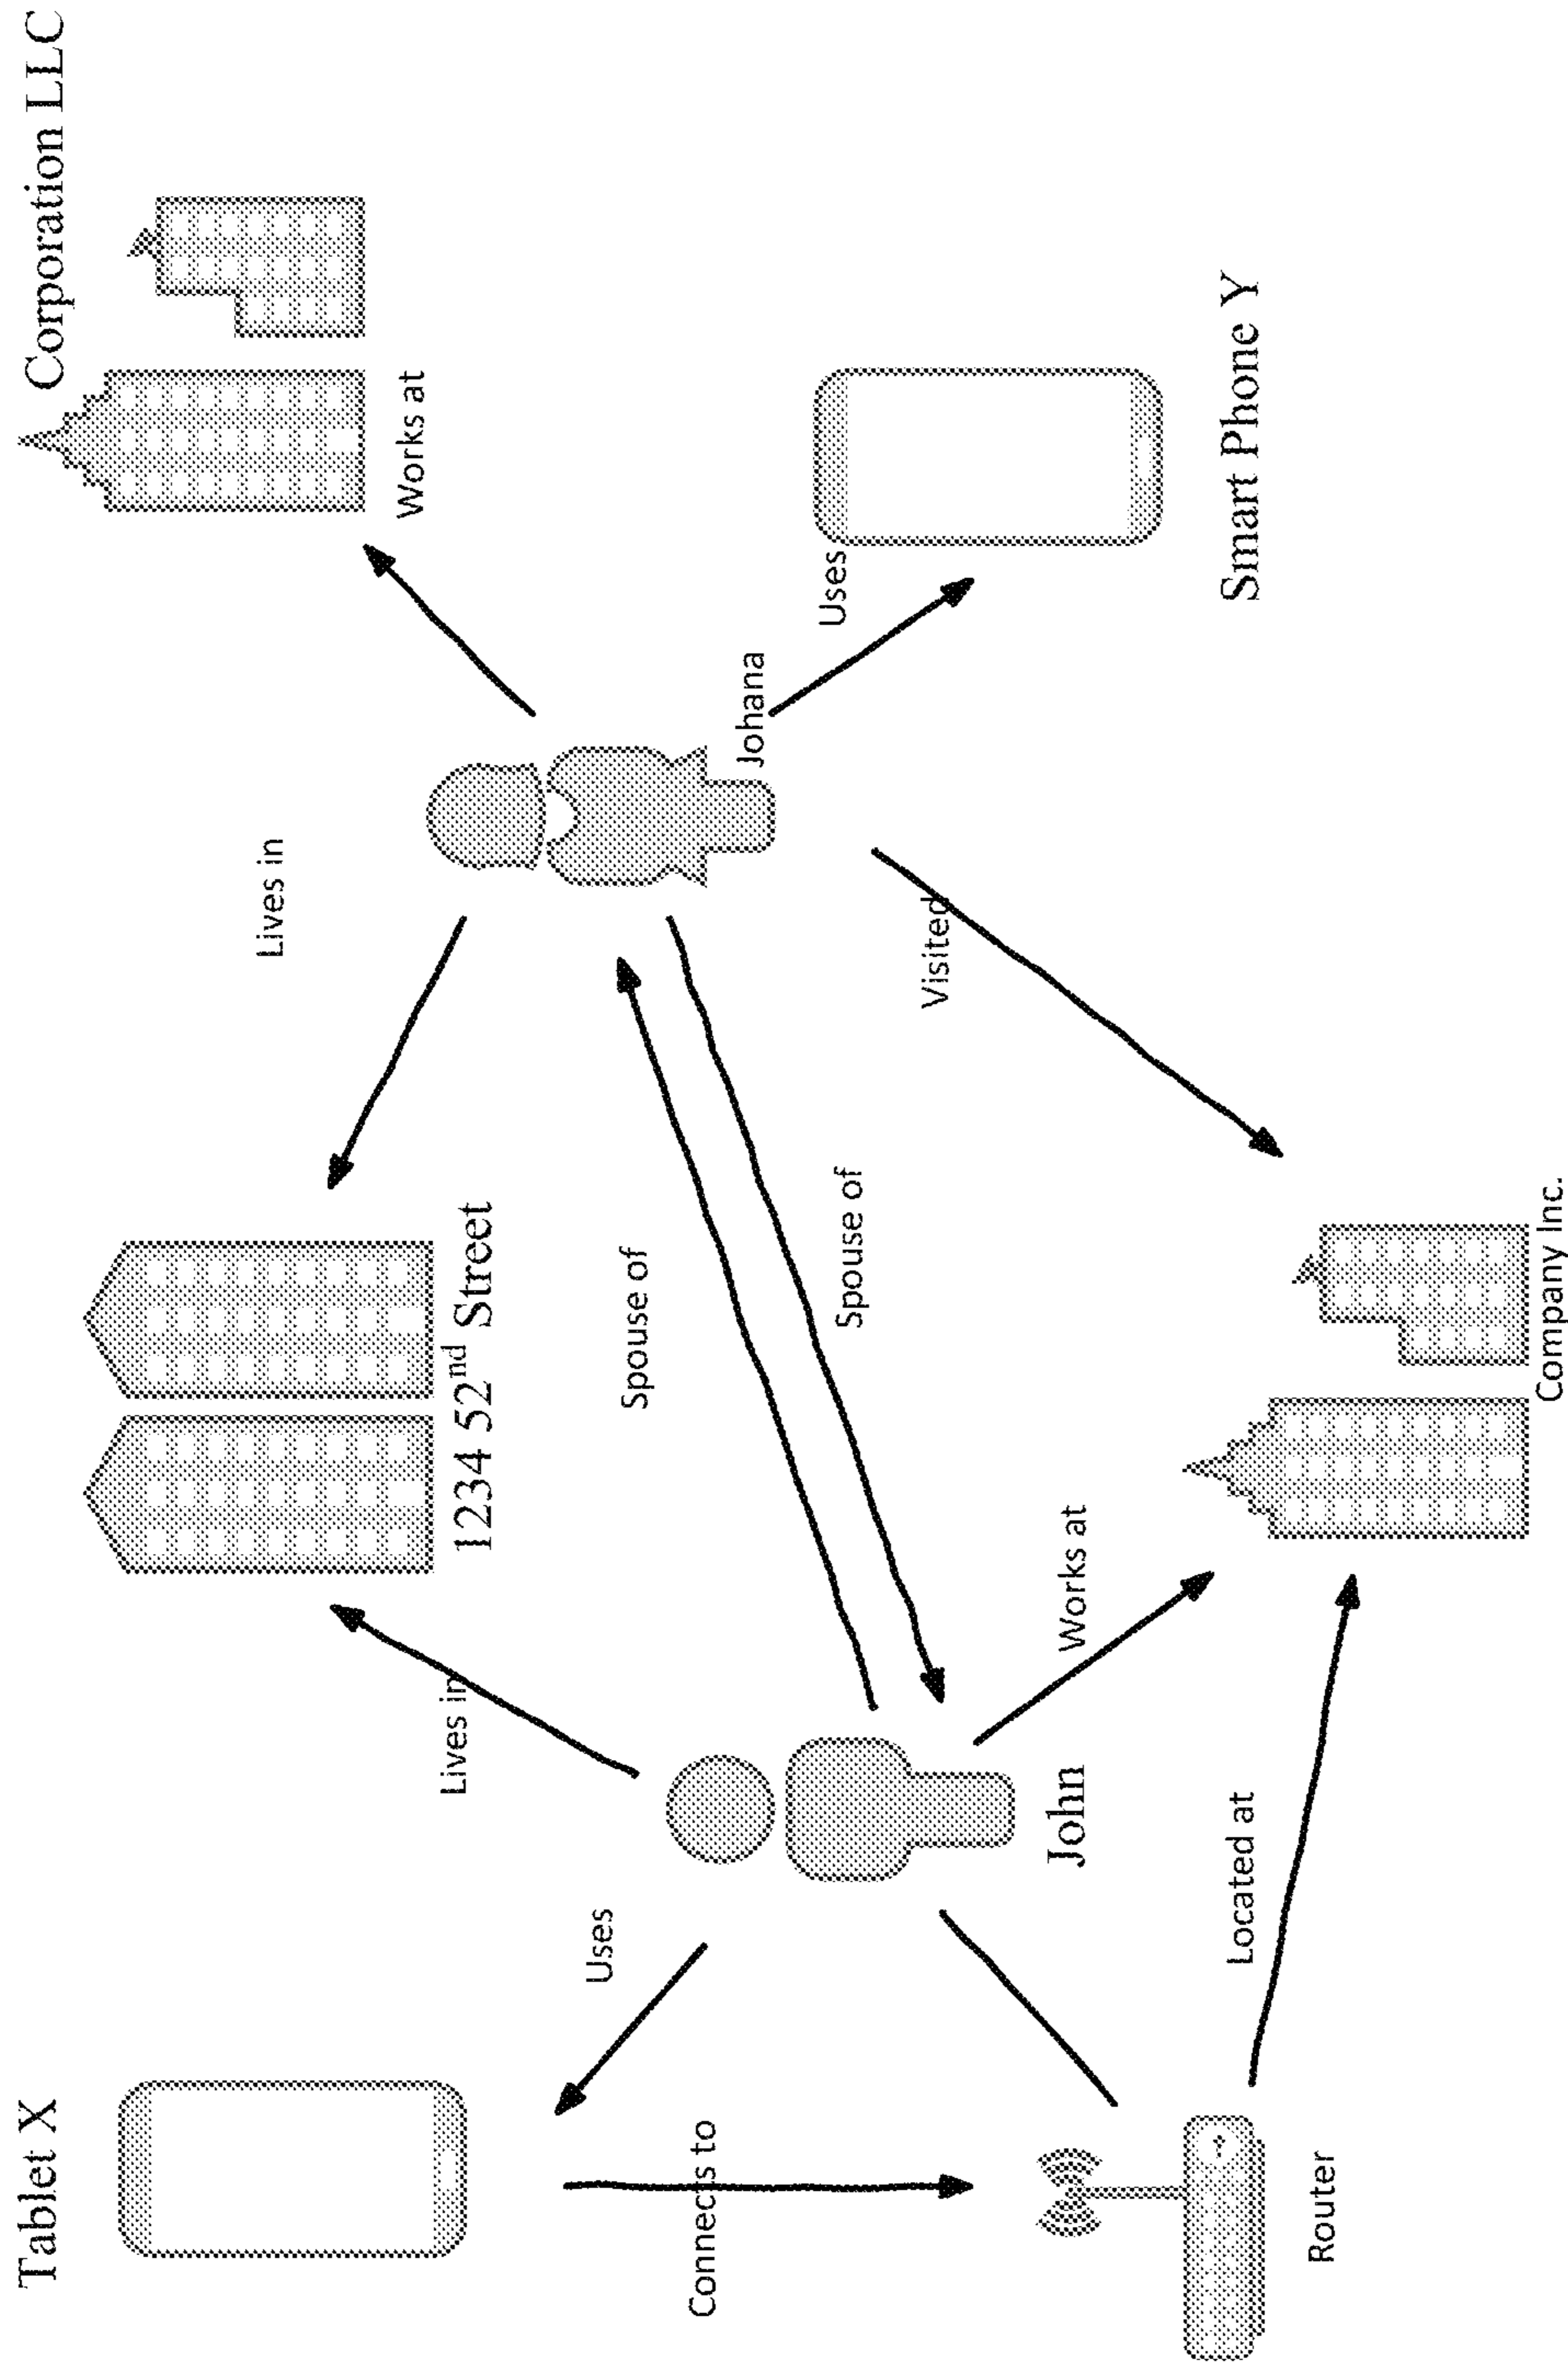 Tablet X
Corporation LLC
Lives in
Works at
1234 52nd Street
Lives in
Uses
Spouse of
Connects to
Johana
Uses
Spouse of
Visited
John
Works at
Smart Phone Y
Located at
Router
Company Inc.